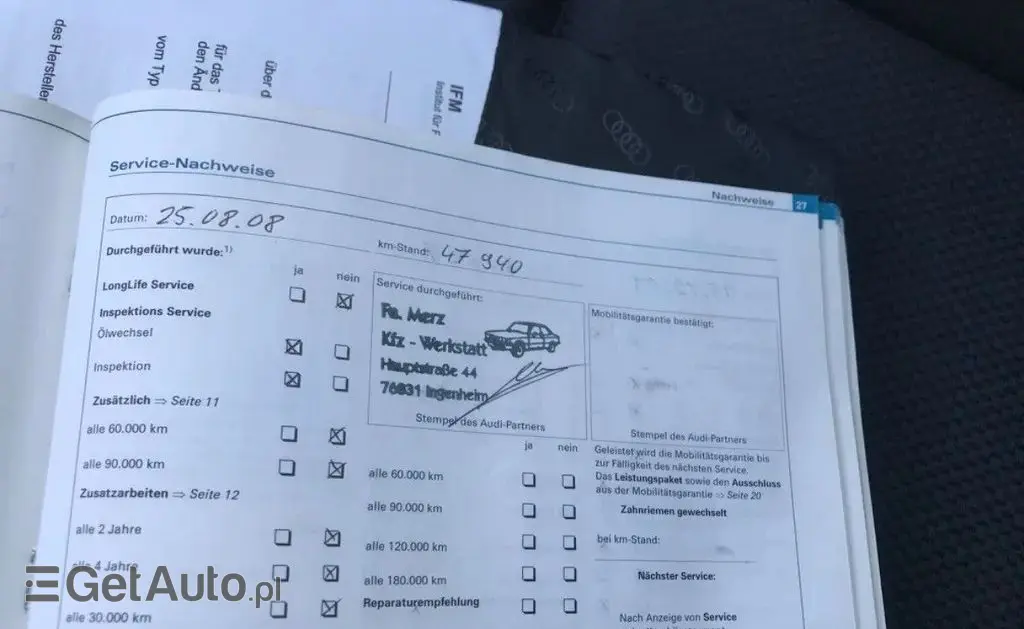 des Hersteller
vom Typ
für das
den Änd
über d
IFM
Institut für F
Service-Nachweise
Nachweise 27
Datum: 25.08.08
km-Stand: 47 940
Durchgeführt wurde:1)
ja nein
LongLife Service
Inspektions Service
Ölwechsel
Inspektion
Zusätzlich ⇒ Seite 11
alle 60.000 km
alle 90.000 km
Zusatzarbeiten ⇒ Seite 12
alle 2 Jahre
alle 4 Jahre
alle 30.000 km
Service durchgeführt:
Fa. Merz
Kfz - Werkstatt
Hauptstraße 44
76831 Ingenheim
Stempel des Audi-Partners
ja nein
alle 60.000 km
alle 90.000 km
alle 120.000 km
alle 180.000 km
Reparaturempfehlung
Mobilitätsgarantie bestätigt:
Stempel des Audi-Partners
Geleistet wird die Mobilitätsgarantie bis
zur Fälligkeit des nächsten Service.
Das Leistungspaket sowie den Ausschluss
aus der Mobilitätsgarantie ⇒ Seite 20
Zahnriemen gewechselt
bei km-Stand:
Nächster Service:
Nach Anzeige von Service
GetAuto.pl